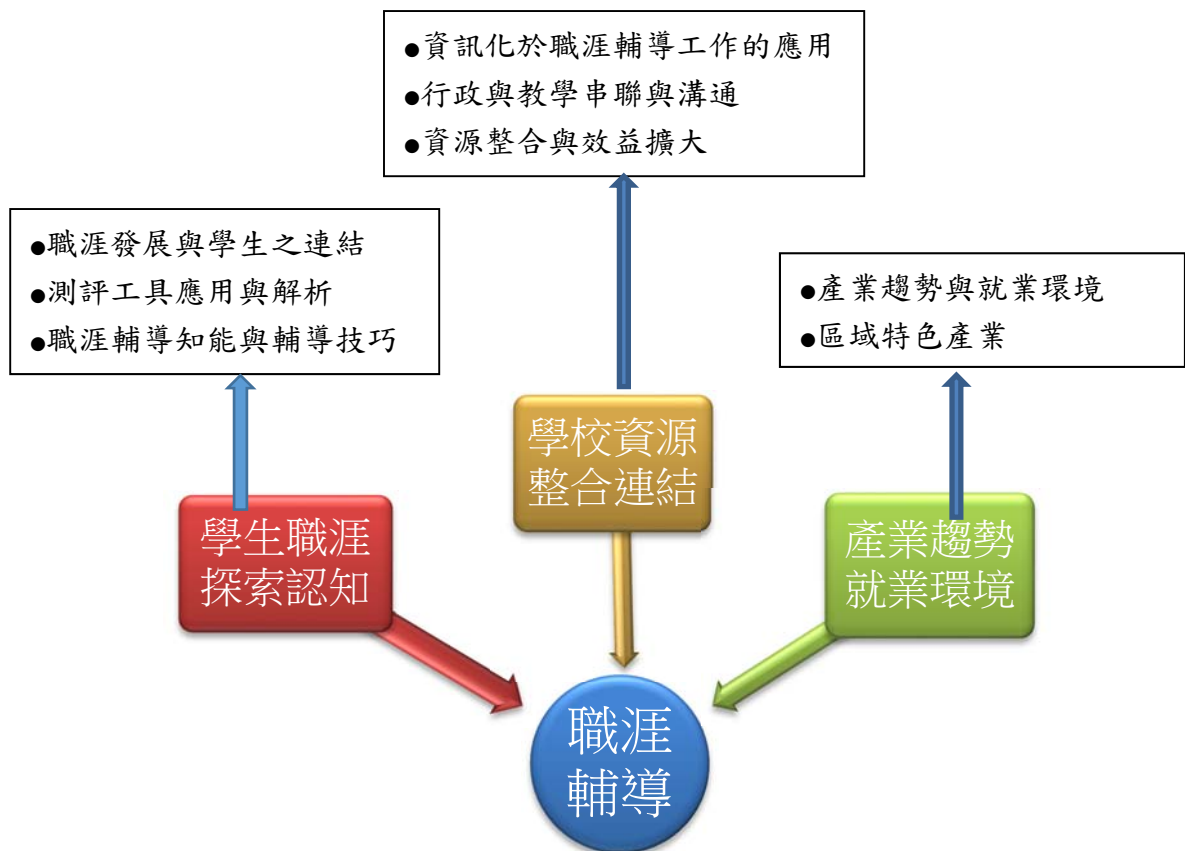 ●資訊化於職涯輔導工作的應用
●行政與教學串聯與溝通
●資源整合與效益擴大
●職涯發展與學生之連結
●測評工具應用與解析
●職涯輔導知能與輔導技巧
●產業趨勢與就業環境
●區域特色產業
學校資源
整合連結
學生職涯
探索認知
產業趨勢
就業環境
職涯
輔導